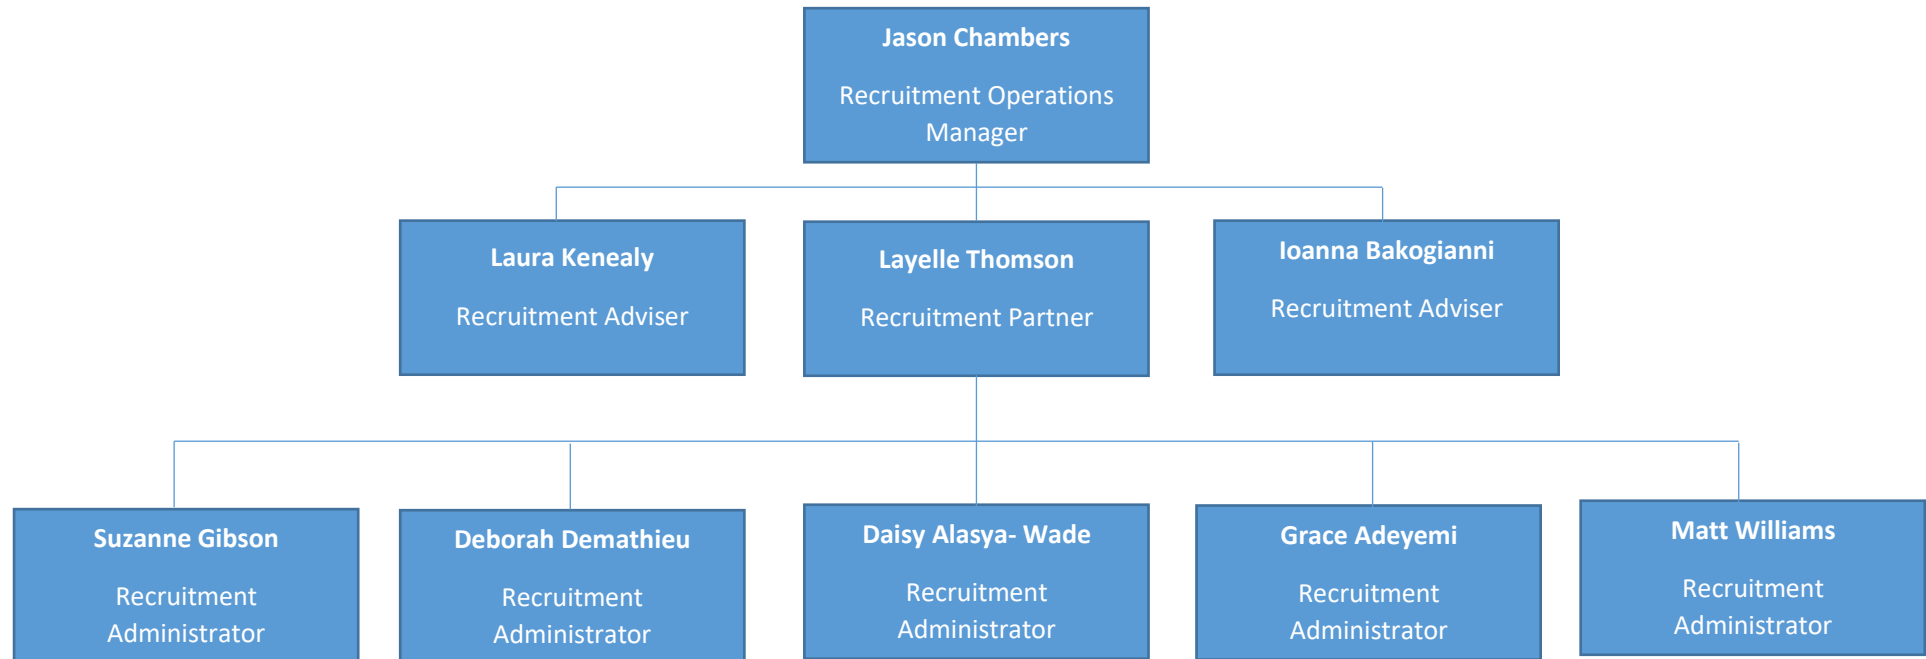 Jason Chambers
Recruitment Operations
Manager
Laura Kenealy
Recruitment Adviser
Layelle Thomson
Recruitment Partner
Ioanna Bakogianni
Recruitment Adviser
Suzanne Gibson
Recruitment
Administrator
Deborah Demathieu
Recruitment
Administrator
Daisy Alasya- Wade
Recruitment
Administrator
Grace Adeyemi
Recruitment
Administrator
Matt Williams
Recruitment
Administrator